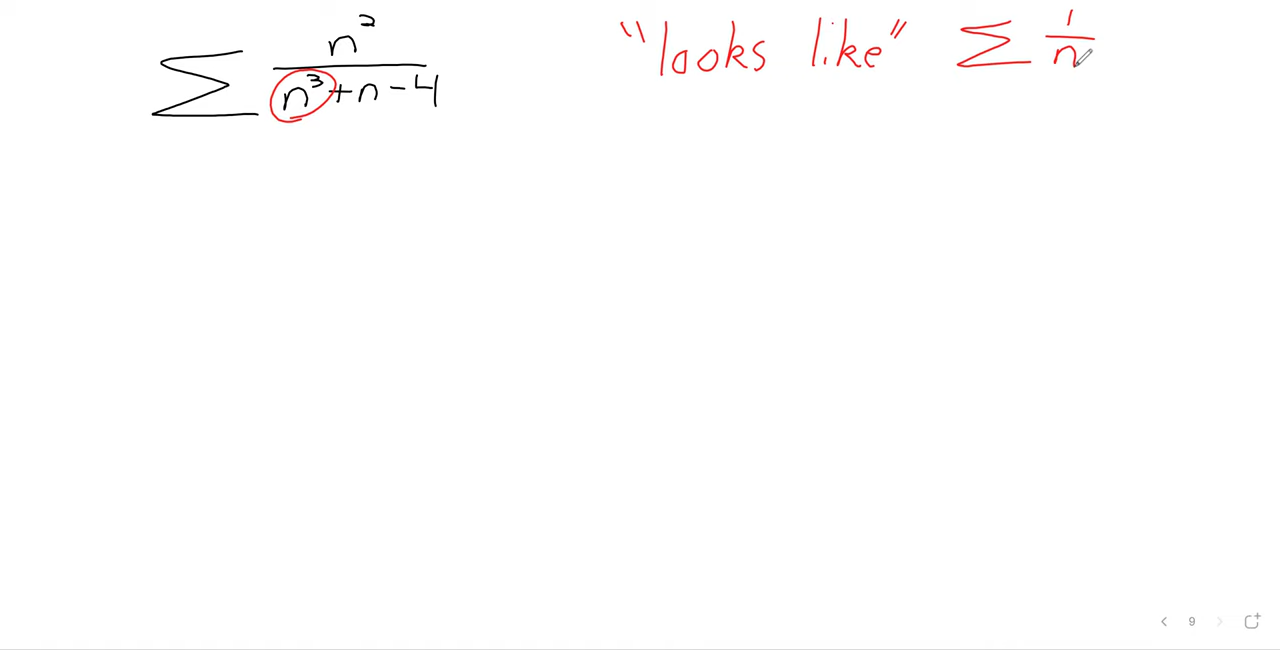 ∑ n²/(n³+n-4) "looks like" ∑ 1/n
9